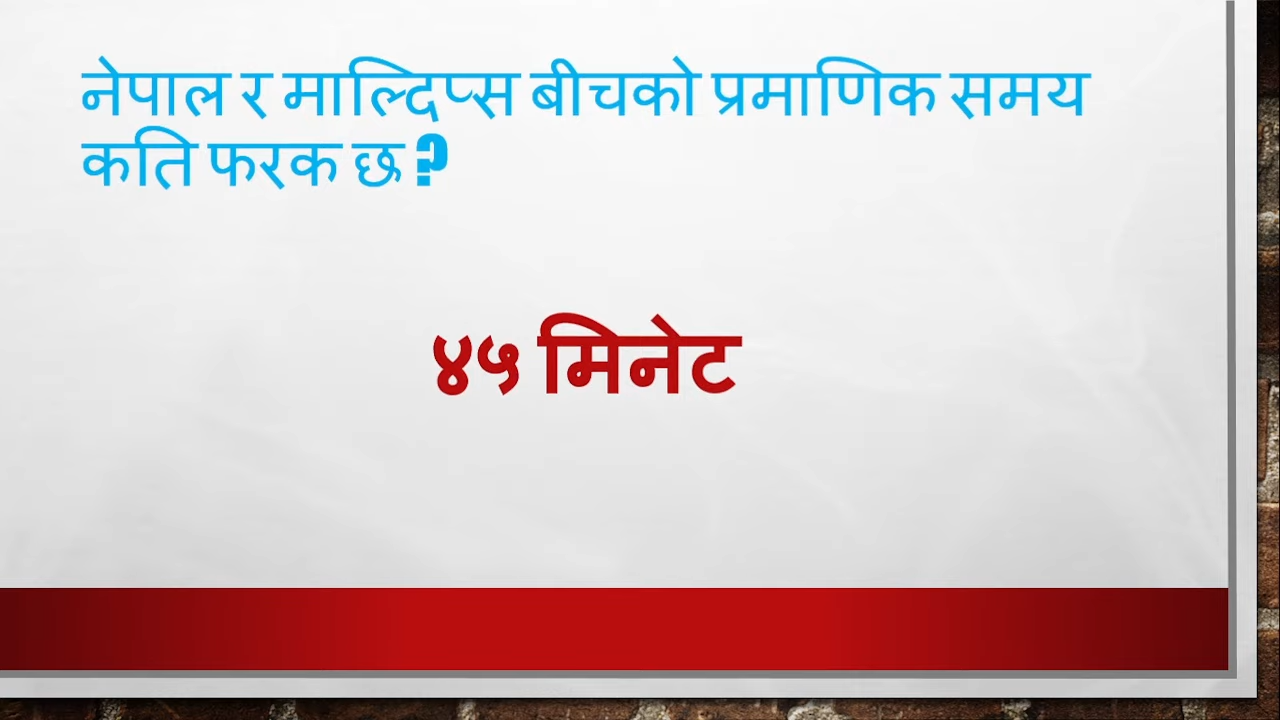 नेपाल र माल्दिप्स बीचको प्रमाणिक समय
कति फरक छ ?
४५ मिनेट